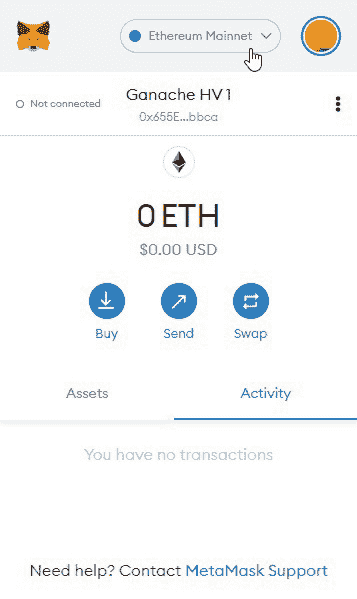 Ethereum Mainnet
Not connected
Ganache HV 1
0x655E...bbca
0 ETH
$0.00 USD
Buy
Send
Swap
Assets
Activity
You have no transactions
Need help? Contact MetaMask Support